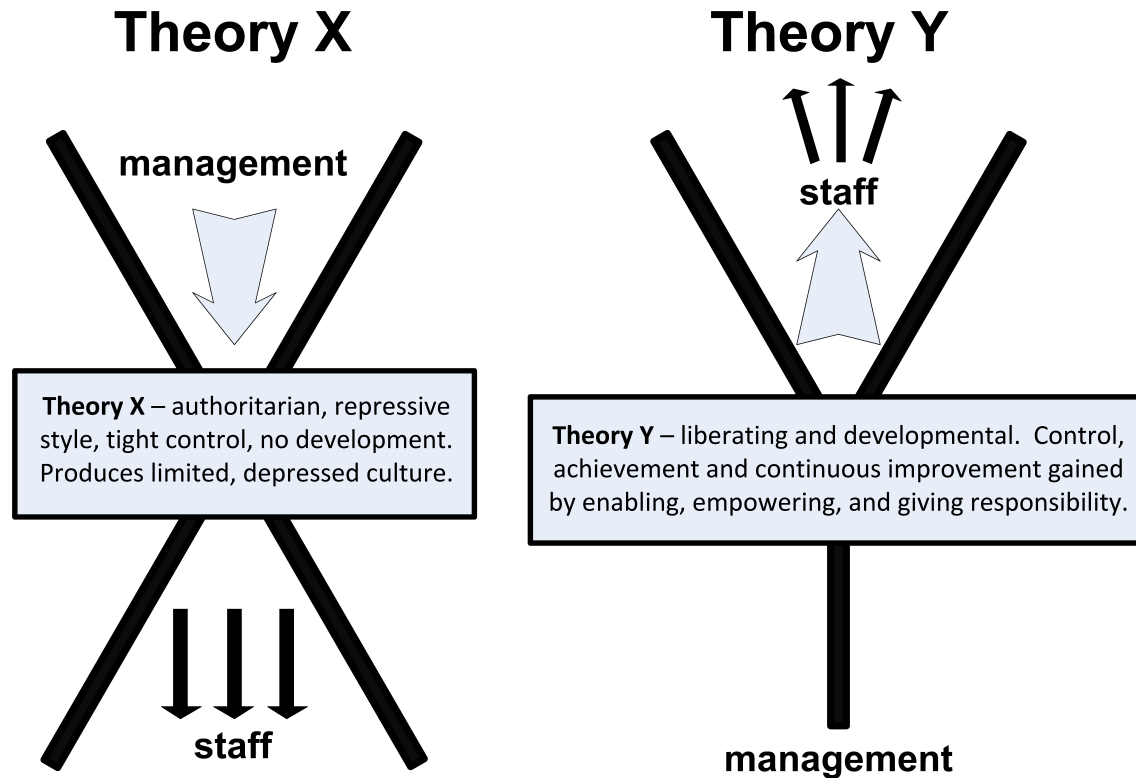 Theory X
management
Theory X – authoritarian, repressive
style, tight control, no development.
Produces limited, depressed culture.
staff
Theory Y
staff
Theory Y – liberating and developmental.  Control,
achievement and continuous improvement gained
by enabling, empowering, and giving responsibility.
management